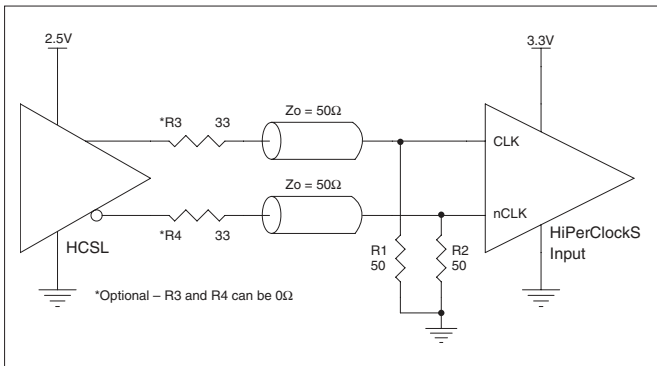 2.5V
3.3V
*R3 33
Zo = 50Ω
CLK
Zo = 50Ω
nCLK
*R4 33
HCSL
R1
50
R2
50
HiPerClockS
Input
*Optional – R3 and R4 can be 0Ω